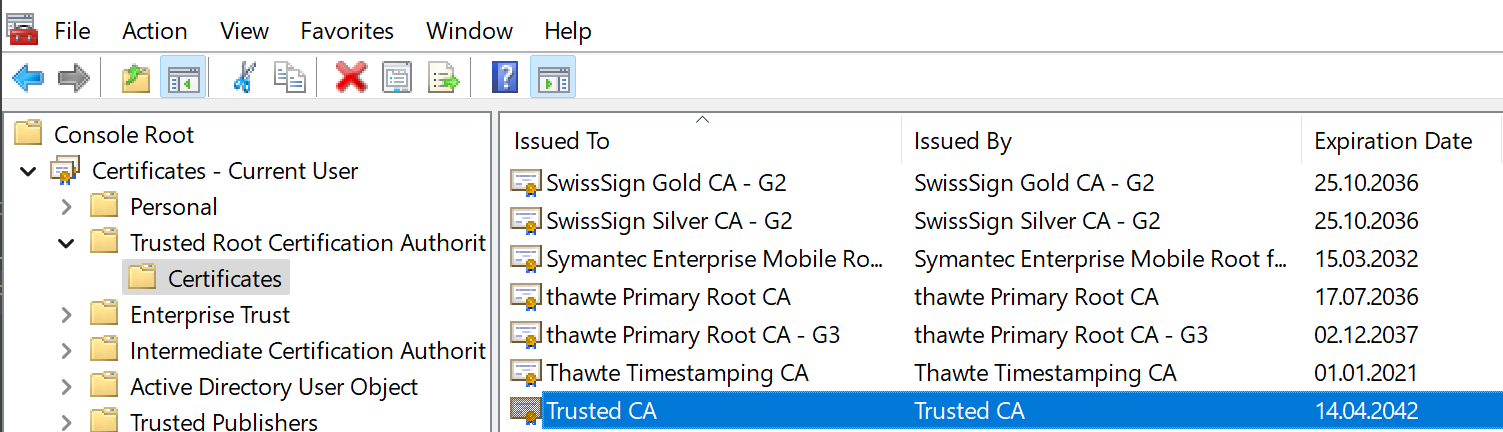 File Action View Favorites Window Help
Console Root
Certificates - Current User
Personal
Trusted Root Certification Authorit
Certificates
Enterprise Trust
Intermediate Certification Authorit
Active Directory User Object
Trusted Publishers
Issued To Issued By Expiration Date
SwissSign Gold CA - G2 SwissSign Gold CA - G2 25.10.2036
SwissSign Silver CA - G2 SwissSign Silver CA - G2 25.10.2036
Symantec Enterprise Mobile Ro... Symantec Enterprise Mobile Root f... 15.03.2032
thawte Primary Root CA thawte Primary Root CA 17.07.2036
thawte Primary Root CA - G3 thawte Primary Root CA - G3 02.12.2037
Thawte Timestamping CA Thawte Timestamping CA 01.01.2021
Trusted CA Trusted CA 14.04.2042